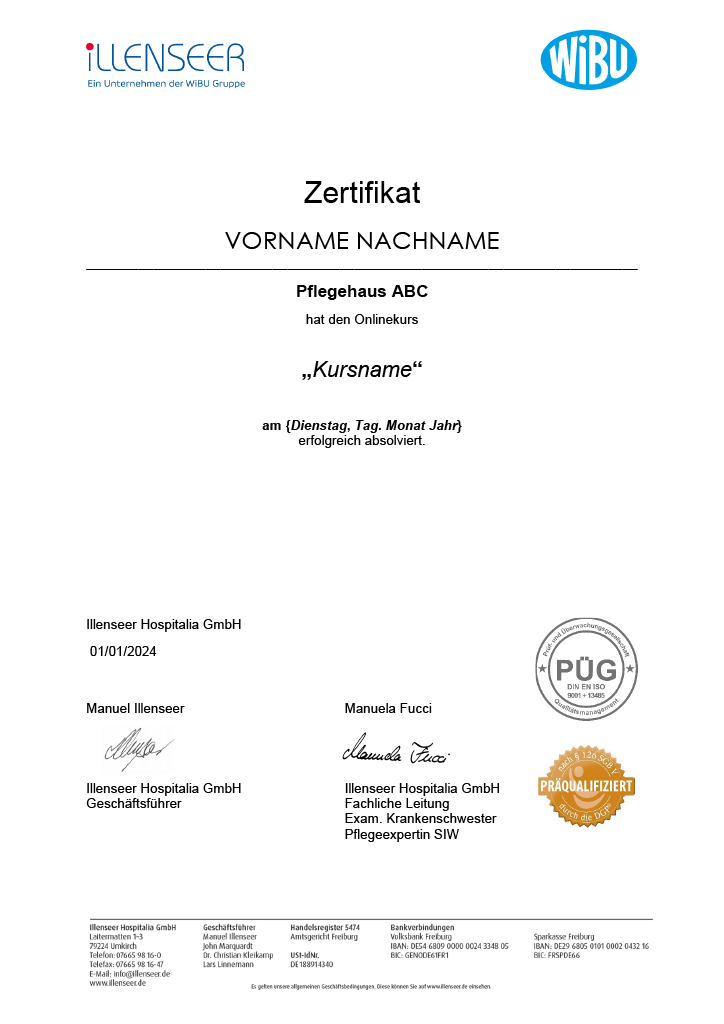 iLLENSEER
Ein Unternehmen der WiBU Gruppe
WiBU
Zertifikat
VORNAME NACHNAME
Pflegehaus ABC
hat den Onlinekurs
„Kursname“
am {Dienstag, Tag. Monat Jahr}
erfolgreich absolviert.
Illenseer Hospitalia GmbH
01/01/2024
Prüf- und Überwachungsgesellschaft
PÜG
DIN EN ISO
9001 + 13485
Qualitätsmanagement
Manuel Illenseer
Manuela Fucci
Manuela Fucci
Illenseer Hospitalia GmbH
Geschäftsführer
Illenseer Hospitalia GmbH
Fachliche Leitung
Exam. Krankenschwester
Pflegeexpertin SIW
nach § 126 SGB V
PRÄQUALIFIZIERT
durch die DGP
Illenseer Hospitalia GmbH
Laitermatten 1-3
79224 Umkirch
Telefon: 07665 98 16-0
Telefax: 07665 98 16-47
E-Mail: info@illenseer.de
www.illenseer.de
Geschäftsführer
Manuel Illenseer
John Marquardt
Dr. Christian Kleikamp
Lars Linnemann
Handelsregister 5474
Amtsgericht Freiburg
USt-IdNr.
DE188914340
Bankverbindungen
Volksbank Freiburg
IBAN: DE54 6809 0000 0024 3348 05
BIC: GENODE61FR1
Sparkasse Freiburg
IBAN: DE29 6805 0101 0002 0432 16
BIC: FRSPDE66
Es gelten unsere allgemeinen Geschäftsbedingungen. Diese können Sie auf www.illenseer.de einsehen.